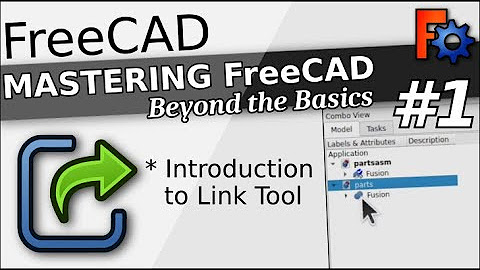 FreeCAD
MASTERING FreeCAD
Beyond the Basics
#1
* Introduction
to Link Tool
Combo View
Model Tasks
Labels & Attributes Description
Application
partsasm
Fusion
parts
Fusion